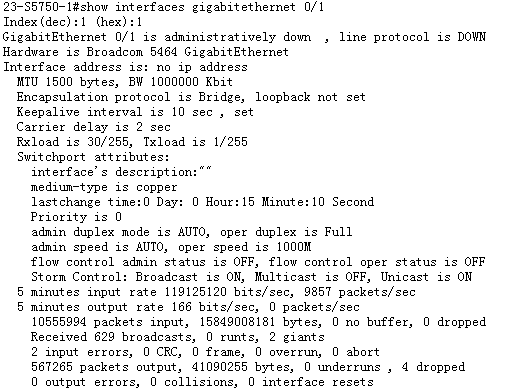 23-S5750-1#show interfaces gigabitethernet 0/1
Index(dec):1 (hex):1
GigabitEthernet 0/1 is administratively down  , line protocol is DOWN
Hardware is Broadcom 5464 GigabitEthernet
Interface address is: no ip address
  MTU 1500 bytes, BW 1000000 Kbit
  Encapsulation protocol is Bridge, loopback not set
  Keepalive interval is 10 sec , set
  Carrier delay is 2 sec
  Rxload is 30/255, Txload is 1/255
  Switchport attributes:
    interface's description:""
    medium-type is copper
    lastchange time:0 Day: 0 Hour:15 Minute:10 Second
    Priority is 0
    admin duplex mode is AUTO, oper duplex is Full
    admin speed is AUTO, oper speed is 1000M
    flow control admin status is OFF, flow control oper status is OFF
    Storm Control: Broadcast is ON, Multicast is OFF, Unicast is ON
  5 minutes input rate 119125120 bits/sec, 9857 packets/sec
  5 minutes output rate 166 bits/sec, 0 packets/sec
    10555994 packets input, 15849008181 bytes, 0 no buffer, 0 dropped
    Received 629 broadcasts, 0 runts, 2 giants
    2 input errors, 0 CRC, 0 frame, 0 overrun, 0 abort
    567265 packets output, 41090255 bytes, 0 underruns , 4 dropped
    0 output errors, 0 collisions, 0 interface resets